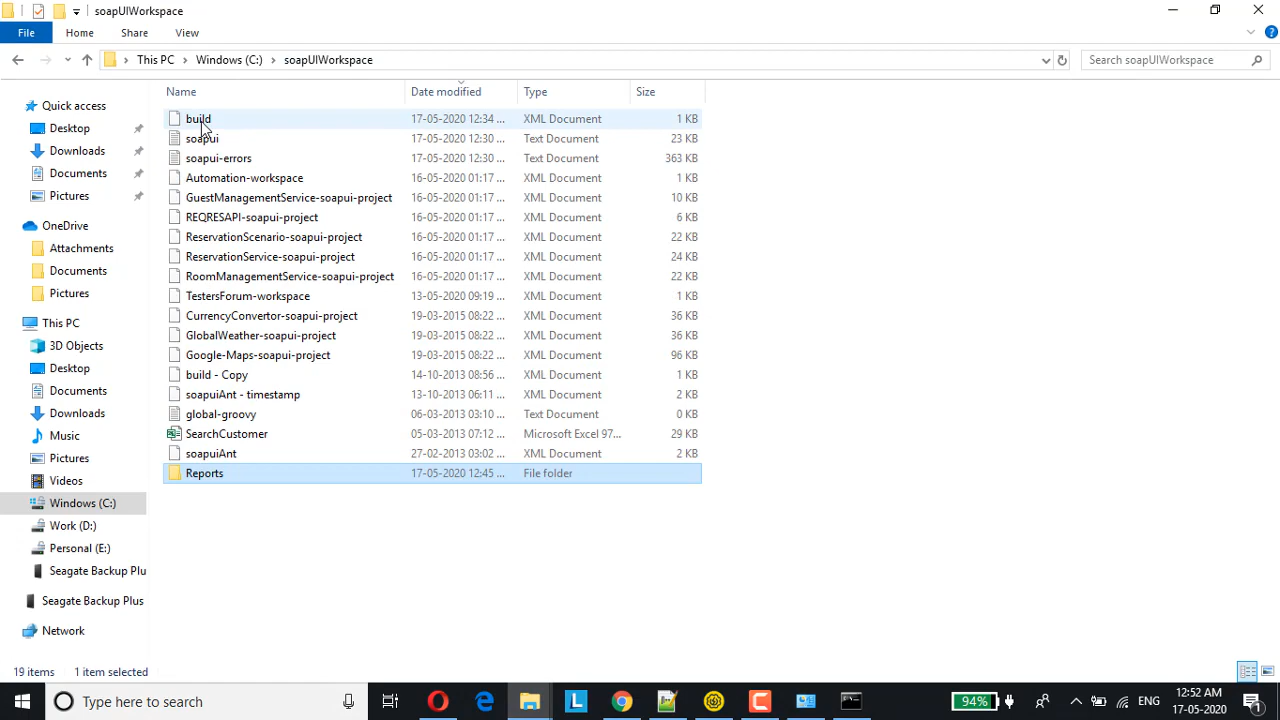 soapUIWorkspace
File Home Share View
This PC Windows (C:) soapUIWorkspace Search soapUIWorkspace
Name Date modified Type Size
build 17-05-2020 12:34 ... XML Document 1 KB
soapui 17-05-2020 12:30 ... Text Document 23 KB
soapui-errors 17-05-2020 12:30 ... Text Document 363 KB
Automation-workspace 16-05-2020 01:17 ... XML Document 1 KB
GuestManagementService-soapui-project 16-05-2020 01:17 ... XML Document 10 KB
REQRESAPI-soapui-project 16-05-2020 01:17 ... XML Document 6 KB
ReservationScenario-soapui-project 16-05-2020 01:17 ... XML Document 22 KB
ReservationService-soapui-project 16-05-2020 01:17 ... XML Document 24 KB
RoomManagementService-soapui-project 16-05-2020 01:17 ... XML Document 22 KB
TestersForum-workspace 13-05-2020 09:19 ... XML Document 1 KB
CurrencyConvertor-soapui-project 19-03-2015 08:22 ... XML Document 36 KB
GlobalWeather-soapui-project 19-03-2015 08:22 ... XML Document 36 KB
Google-Maps-soapui-project 19-03-2015 08:22 ... XML Document 96 KB
build - Copy 14-10-2013 08:56 ... XML Document 1 KB
soapuiAnt - timestamp 13-10-2013 06:11 ... XML Document 2 KB
global-groovy 06-03-2013 03:10 ... Text Document 0 KB
SearchCustomer 05-03-2013 07:12 ... Microsoft Excel 97... 29 KB
soapuiAnt 27-02-2013 03:02 ... XML Document 2 KB
Reports 17-05-2020 12:45 ... File folder
Quick access
Desktop
Downloads
Documents
Pictures
OneDrive
Attachments
Documents
Pictures
This PC
3D Objects
Desktop
Documents
Downloads
Music
Pictures
Videos
Windows (C:)
Work (D:)
Personal (E:)
Seagate Backup Plu
Seagate Backup Plus
Network
19 items 1 item selected
Type here to search
94%
ENG
12:52 AM
17-05-2020
1